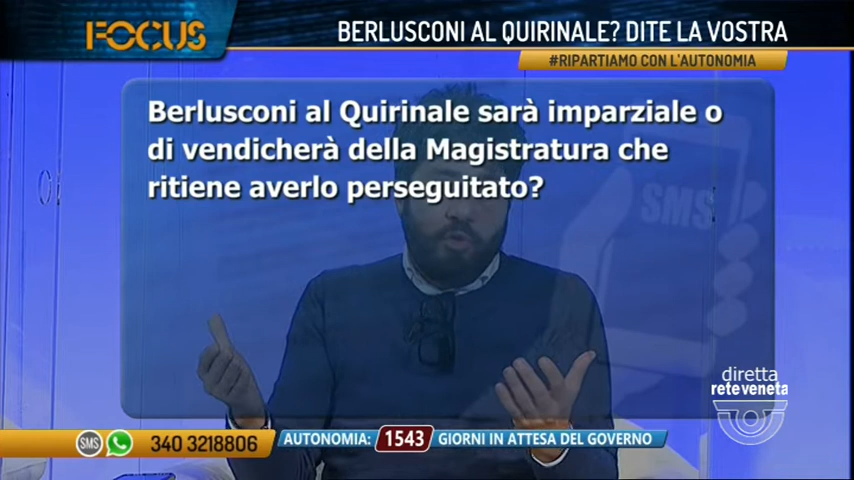 FOCUS
BERLUSCONI AL QUIRINALE? DITE LA VOSTRA
#RIPARTIAMO CON L'AUTONOMIA
Berlusconi al Quirinale sarà imparziale o
di vendicherà della Magistratura che
ritiene averlo perseguitato?
SMS
diretta
reteveneta
SMS 340 3218806 AUTONOMIA: 1543 GIORNI IN ATTESA DEL GOVERNO